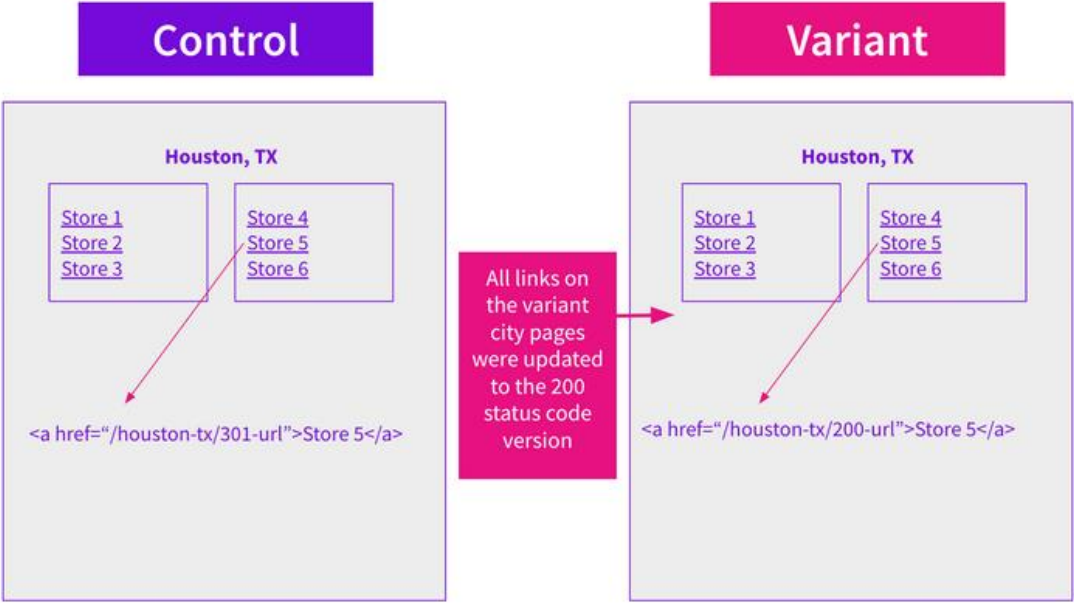 Control
Houston, TX
Store 1
Store 2
Store 3
Store 4
Store 5
Store 6
<a href=“/houston-tx/301-url”>Store 5</a>
All links on
the variant
city pages
were updated
to the 200
status code
version
Variant
Houston, TX
Store 1
Store 2
Store 3
Store 4
Store 5
Store 6
<a href=“/houston-tx/200-url”>Store 5</a>